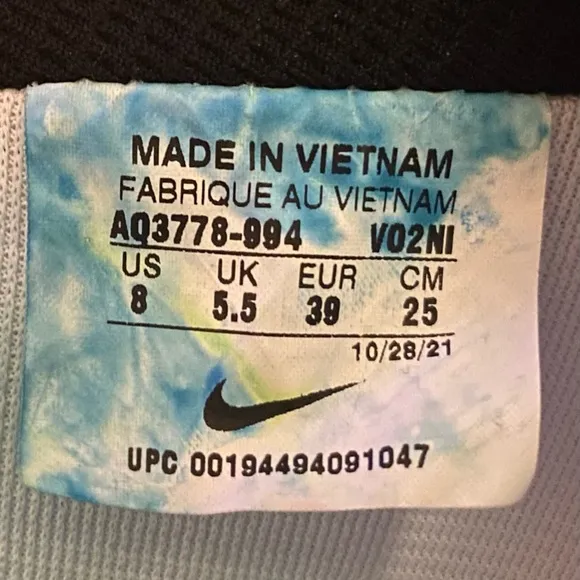 MADE IN VIETNAM
FABRIQUE AU VIETNAM
AQ3778-994 VO2NI
US UK EUR CM
8 5.5 39 25
10/28/21
UPC 00194494091047